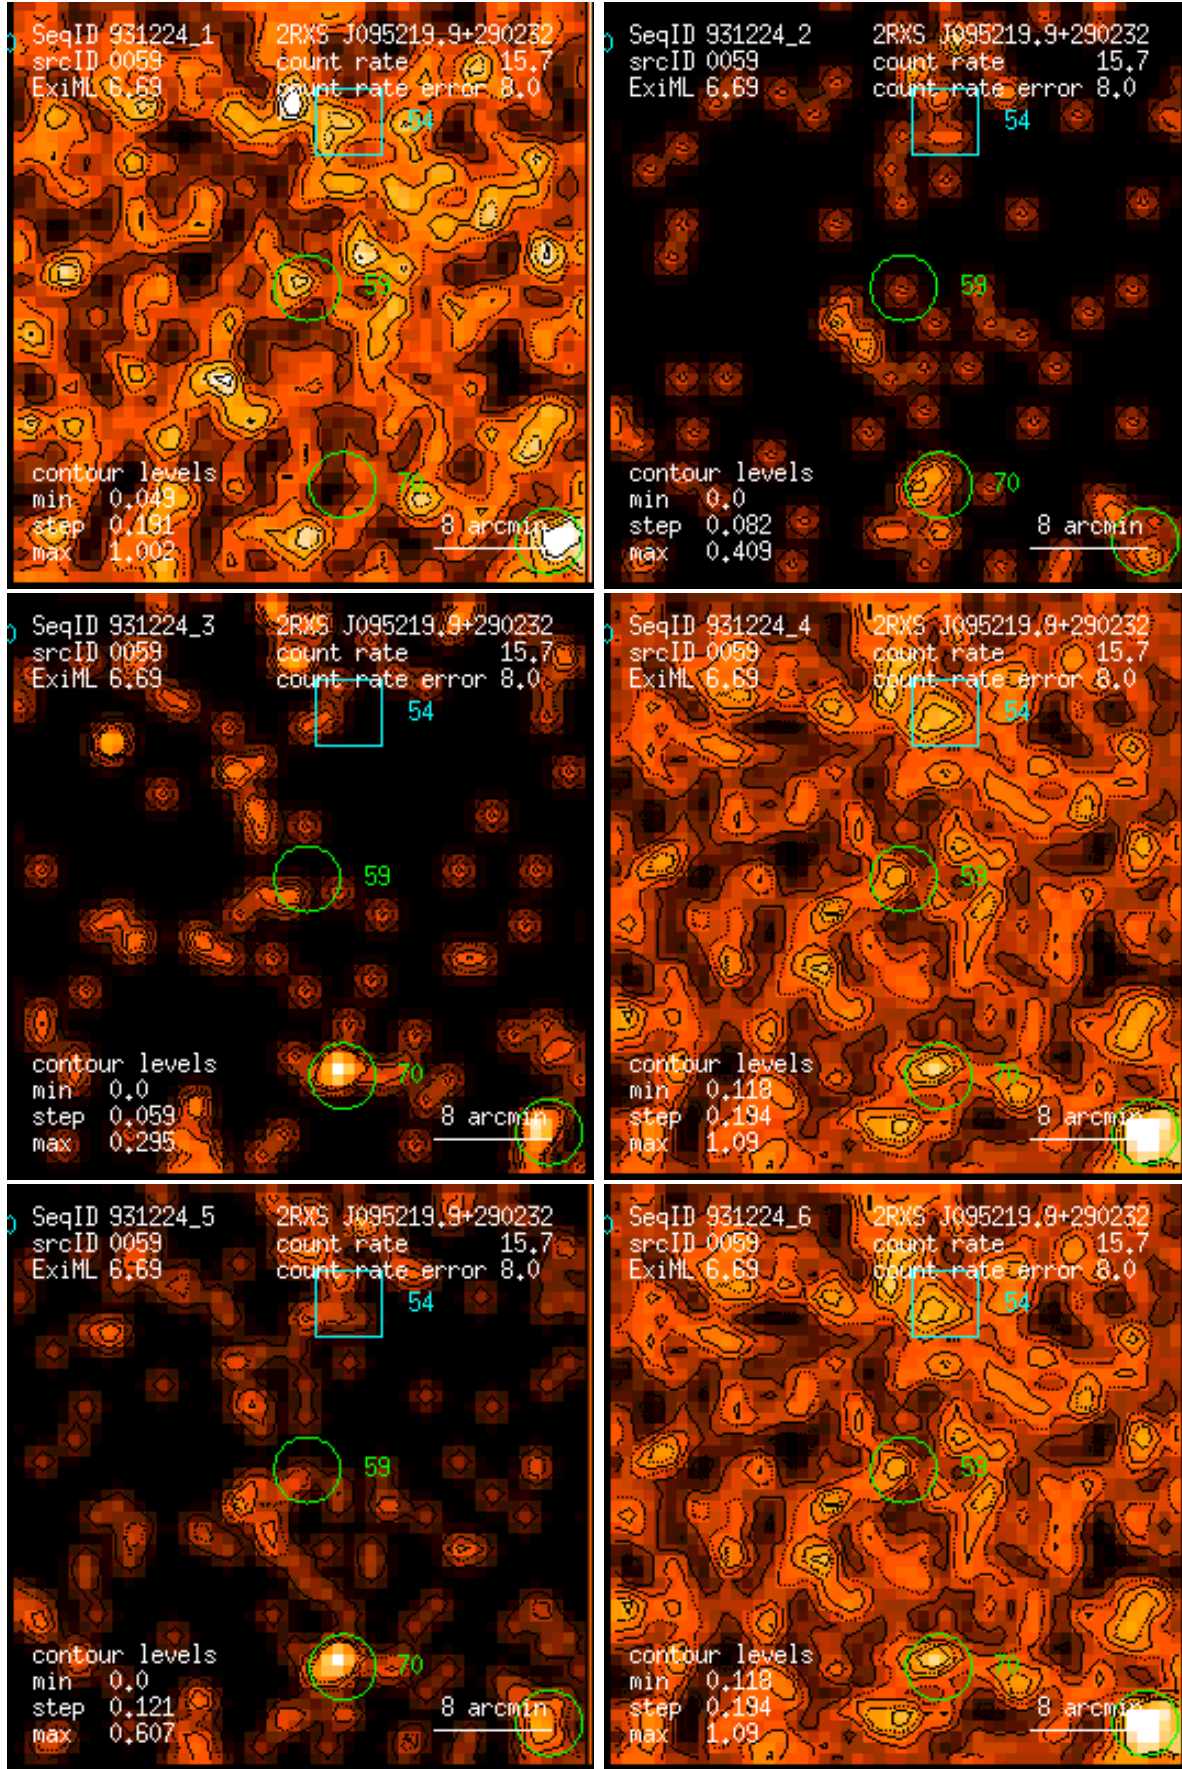 SeqID 931224_1 2RXS J095219.9+290232
srcID 0059 count rate 15.7
ExiML 6.69 count rate error 8.0
54
59
contour levels
70
min 0.049
step 0.191 8 arcmin
max 1.002
SeqID 931224_2 2RXS J095219.9+290232
srcID 0059 count rate 15.7
ExiML 6.69 count rate error 8.0
54
59
contour levels
70
min 0.0
step 0.082 8 arcmin
max 0.409
SeqID 931224_3 2RXS J095219.9+290232
srcID 0059 count rate 15.7
ExiML 6.69 count rate error 8.0
54
59
contour levels
70
min 0.0
step 0.059 8 arcmin
max 0.295
SeqID 931224_4 2RXS J095219.9+290232
srcID 0059 count rate 15.7
ExiML 6.69 count rate error 8.0
54
59
contour levels
70
min 0.118
step 0.194 8 arcmin
max 1.09
SeqID 931224_5 2RXS J095219.9+290232
srcID 0059 count rate 15.7
ExiML 6.69 count rate error 8.0
54
59
contour levels
70
min 0.0
step 0.121 8 arcmin
max 0.607
SeqID 931224_6 2RXS J095219.9+290232
srcID 0059 count rate 15.7
ExiML 6.69 count rate error 8.0
54
59
contour levels
70
min 0.118
step 0.194 8 arcmin
max 1.09